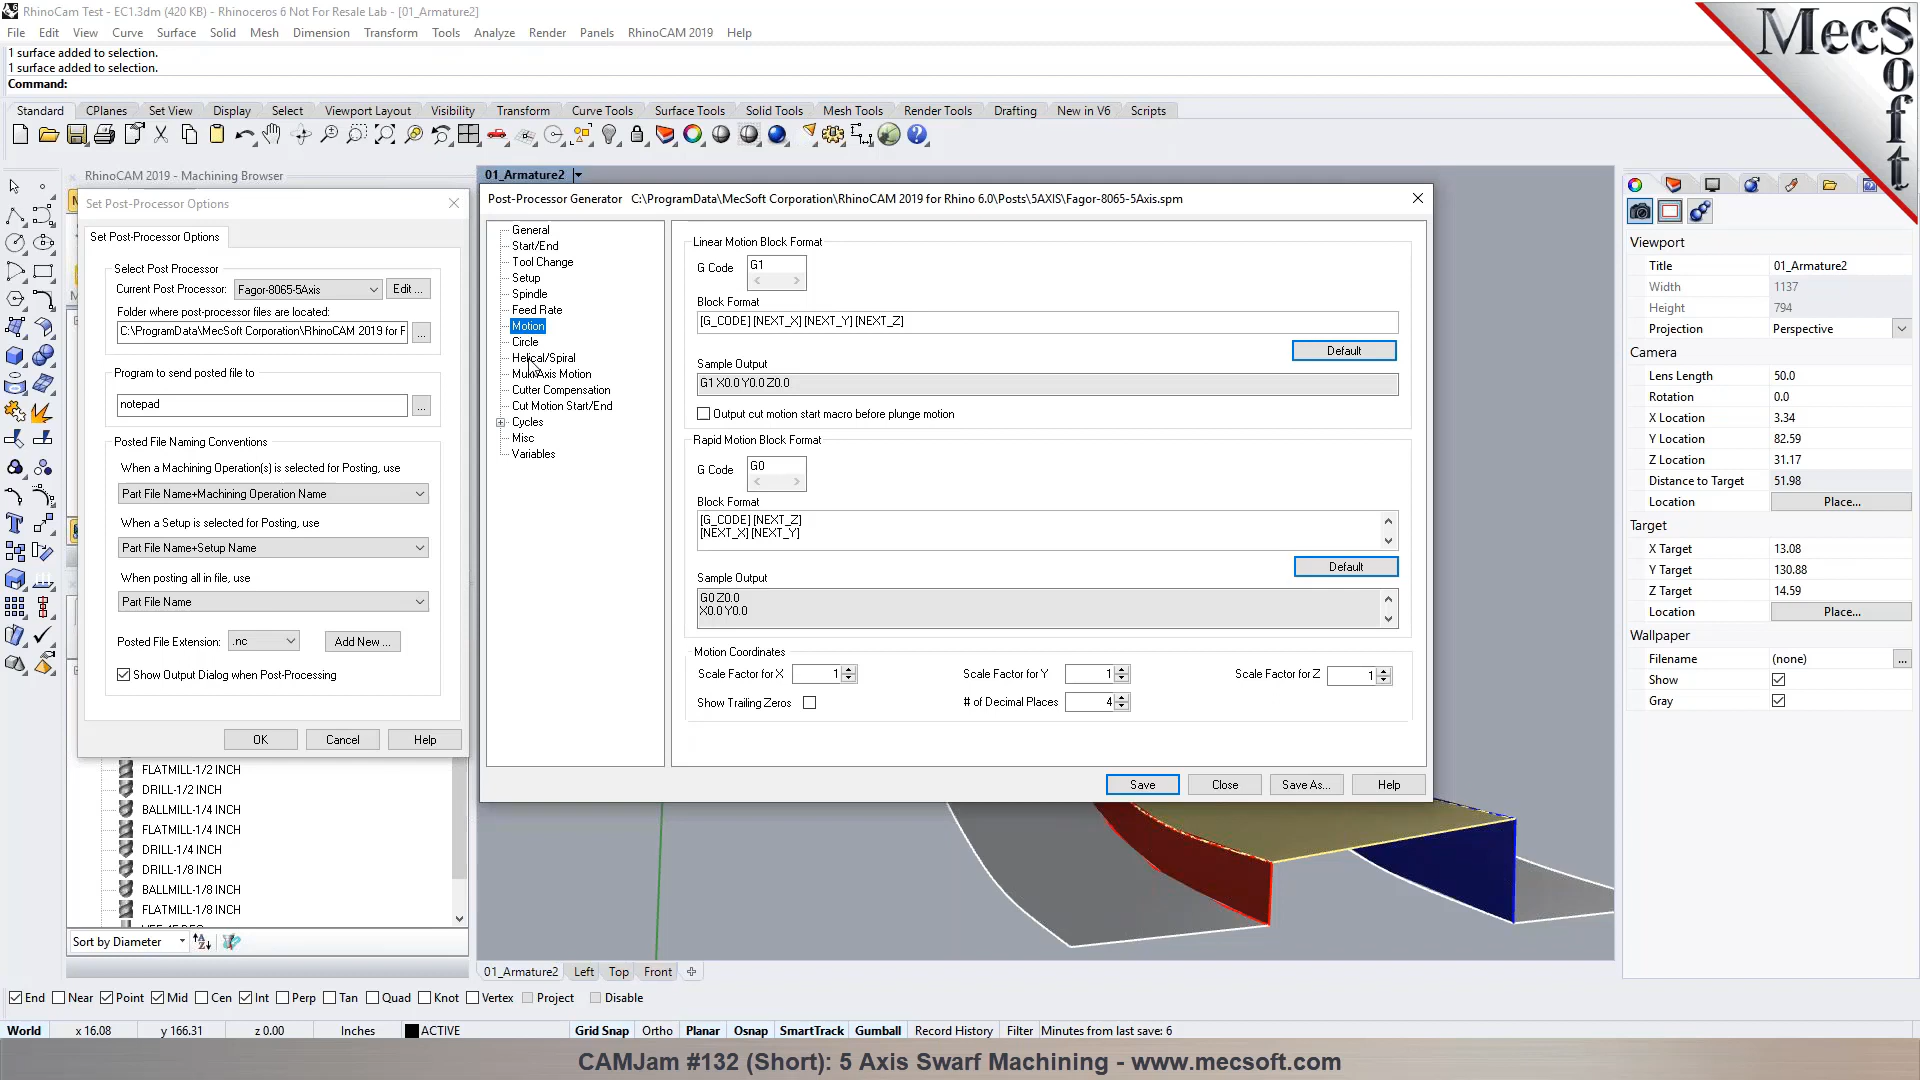 RhinoCam Test - EC1.3dm (420 KB) - Rhinoceros 6 Not For Resale Lab - [01_Armature2]
File Edit View Curve Surface Solid Mesh Dimension Transform Tools Analyze Render Panels RhinoCAM 2019 Help
1 surface added to selection.
1 surface added to selection.
Command:
Standard CPlanes Set View Display Select Viewport Layout Visibility Transform Curve Tools Surface Tools Solid Tools Mesh Tools Render Tools Drafting New in V6 Scripts
MecSoft
RhinoCAM 2019 - Machining Browser
Set Post-Processor Options
Set Post-Processor Options
Select Post Processor
Current Post Processor: Fagor-8065-5Axis Edit ...
Folder where post-processor files are located:
C:\ProgramData\MecSoft Corporation\RhinoCAM 2019 for F ...
Program to send posted file to
notepad ...
Posted File Naming Conventions
When a Machining Operation(s) is selected for Posting, use
Part File Name+Machining Operation Name
When a Setup is selected for Posting, use
Part File Name+Setup Name
When posting all in file, use
Part File Name
Posted File Extension: .nc Add New ...
Show Output Dialog when Post-Processing
OK Cancel Help
FLATMILL-1/2 INCH
DRILL-1/2 INCH
BALLMILL-1/4 INCH
FLATMILL-1/4 INCH
DRILL-1/4 INCH
DRILL-1/8 INCH
BALLMILL-1/8 INCH
FLATMILL-1/8 INCH
Sort by Diameter
01_Armature2
Post-Processor Generator C:\ProgramData\MecSoft Corporation\RhinoCAM 2019 for Rhino 6.0\Posts\5AXIS\Fagor-8065-5Axis.spm
General
Start/End
Tool Change
Setup
Spindle
Feed Rate
Motion
Circle
Helical/Spiral
Multi Axis Motion
Cutter Compensation
Cut Motion Start/End
Cycles
Misc
Variables
Linear Motion Block Format
G Code G1
Block Format
[G_CODE] [NEXT_X] [NEXT_Y] [NEXT_Z]
Default
Sample Output
G1 X0.0 Y0.0 Z0.0
Output cut motion start macro before plunge motion
Rapid Motion Block Format
G Code G0
Block Format
[G_CODE] [NEXT_Z]
[NEXT_X] [NEXT_Y]
Default
Sample Output
G0 Z0.0
X0.0 Y0.0
Motion Coordinates
Scale Factor for X 1 Scale Factor for Y 1 Scale Factor for Z 1
Show Trailing Zeros # of Decimal Places 4
Save Close Save As... Help
Viewport
Title 01_Armature2
Width 1137
Height 794
Projection Perspective
Camera
Lens Length 50.0
Rotation 0.0
X Location 3.34
Y Location 82.59
Z Location 31.17
Distance to Target 51.98
Location Place...
Target
X Target 13.08
Y Target 130.88
Z Target 14.59
Location Place...
Wallpaper
Filename (none) ...
Show
Gray
01_Armature2 Left Top Front
End Near Point Mid Cen Int Perp Tan Quad Knot Vertex Project Disable
World x 16.08 y 166.31 z 0.00 Inches ACTIVE Grid Snap Ortho Planar Osnap SmartTrack Gumball Record History Filter Minutes from last save: 6
CAMJam #132 (Short): 5 Axis Swarf Machining - www.mecsoft.com